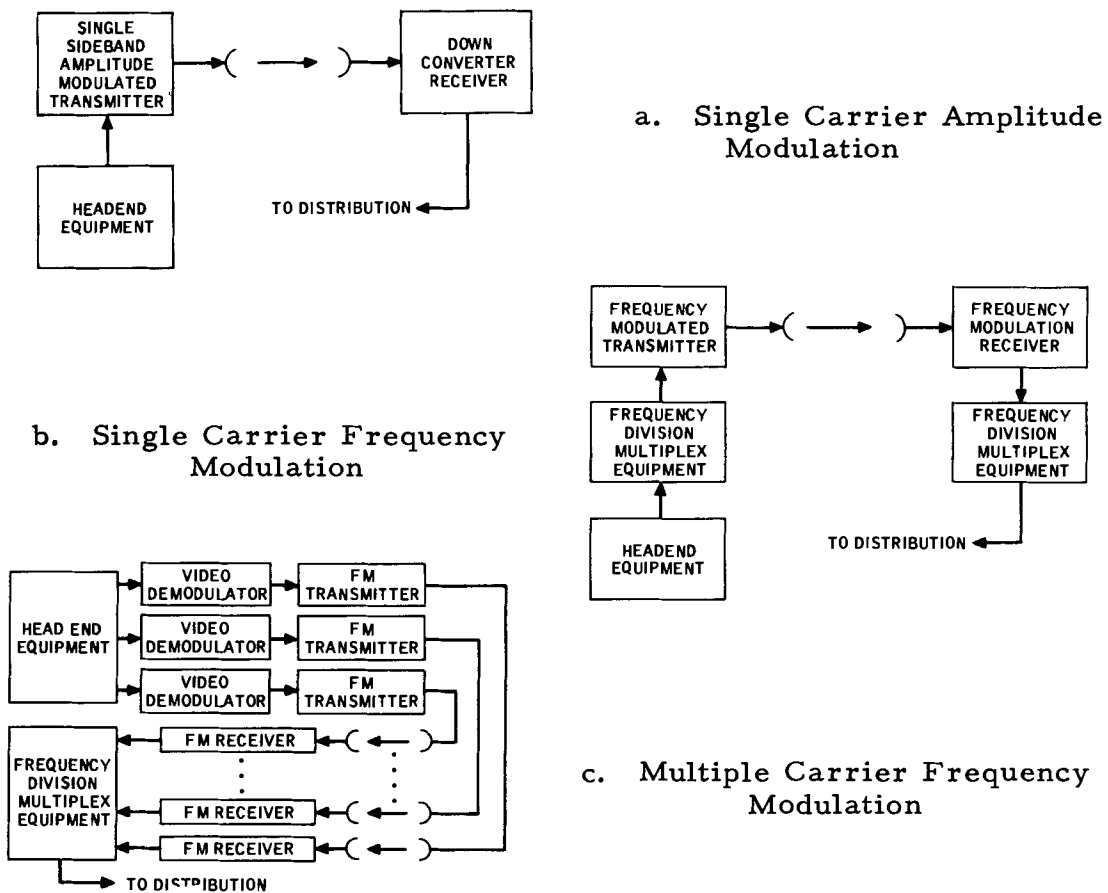 SINGLE
SIDEBAND
AMPLITUDE
MODULATED
TRANSMITTER
DOWN
CONVERTER
RECEIVER
HEADEND
EQUIPMENT
TO DISTRIBUTION
a. Single Carrier Amplitude
Modulation
FREQUENCY
MODULATED
TRANSMITTER
FREQUENCY
MODULATION
RECEIVER
FREQUENCY
DIVISION
MULTIPLEX
EQUIPMENT
FREQUENCY
DIVISION
MULTIPLEX
EQUIPMENT
HEADEND
EQUIPMENT
TO DISTRIBUTION
b. Single Carrier Frequency
Modulation
HEAD END
EQUIPMENT
VIDEO
DEMODULATOR
FM
TRANSMITTER
VIDEO
DEMODULATOR
FM
TRANSMITTER
VIDEO
DEMODULATOR
FM
TRANSMITTER
FREQUENCY
DIVISION
MULTIPLEX
EQUIPMENT
FM RECEIVER
FM RECEIVER
FM RECEIVER
TO DISTRIBUTION
c. Multiple Carrier Frequency
Modulation